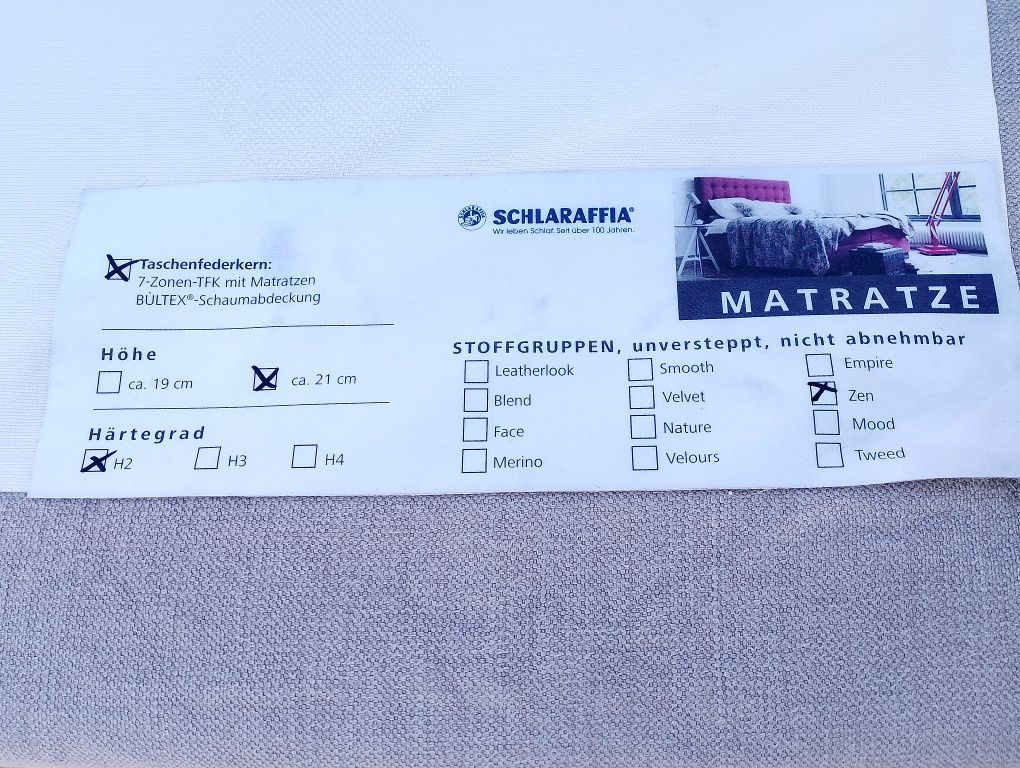 SCHLARAFFIA®
Wir leben Schlaf. Seit über 100 Jahren.
MATRATZE
Taschenfederkern:
7-Zonen-TFK mit Matratzen
BÜLTEX®-Schaumabdeckung
Höhe
ca. 19 cm ca. 21 cm
Härtegrad
H2 H3 H4
STOFFGRUPPEN, unversteppt, nicht abnehmbar
Leatherlook Smooth Empire
Blend Velvet Zen
Face Nature Mood
Merino Velours Tweed